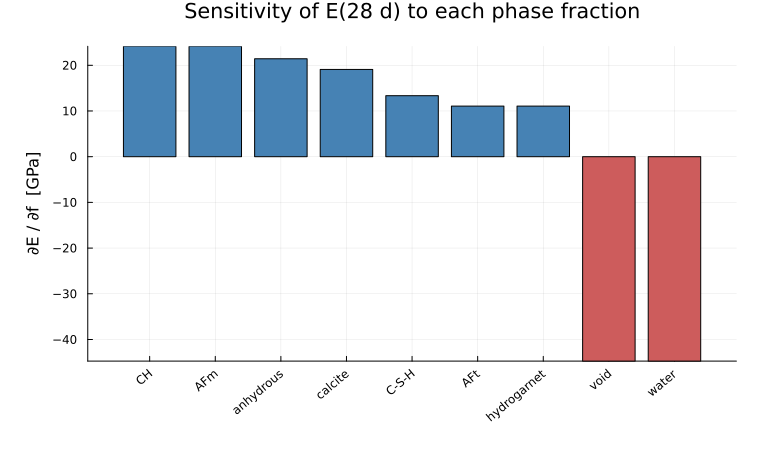 Sensitivity of E(28 d) to each phase fraction
∂E / ∂f [GPa]
20
10
0
−10
−20
−30
−40
CH
AFm
anhydrous
calcite
C-S-H
AFt
hydrogarnet
void
water